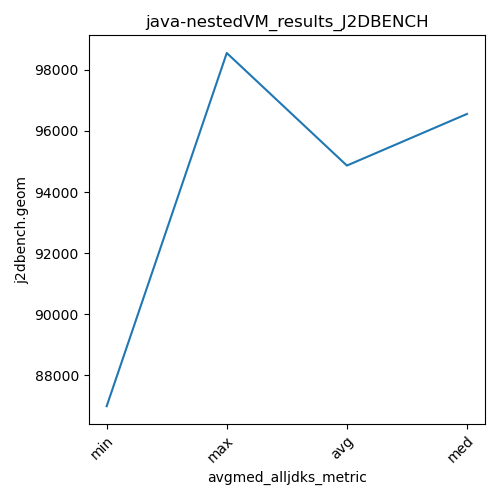 java-nestedVM_results_J2DBENCH
j2dbench.geom
98000
96000
94000
92000
90000
88000
min
max
avg
med
avgmed_alljdks_metric